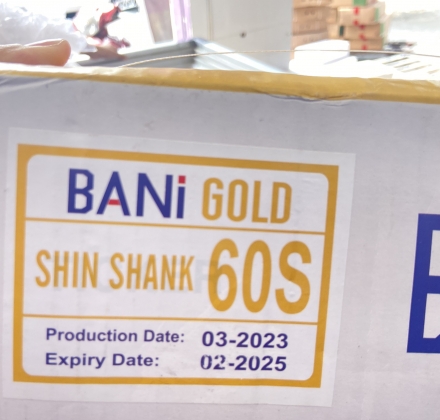 BANi GOLD
SHIN SHANK 60S
Production Date: 03-2023
Expiry Date: 02-2025